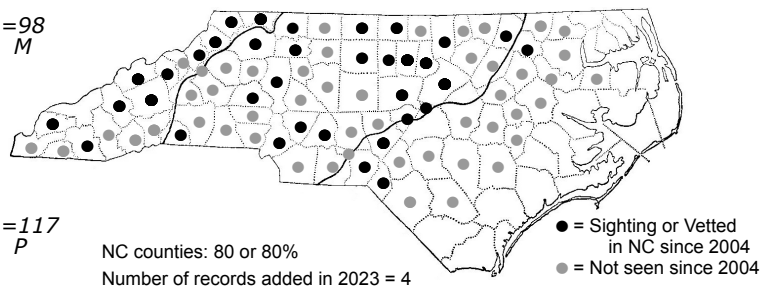 =98
M
=117
P
NC counties: 80 or 80%
Number of records added in 2023 = 4
= Sighting or Vetted
in NC since 2004
= Not seen since 2004